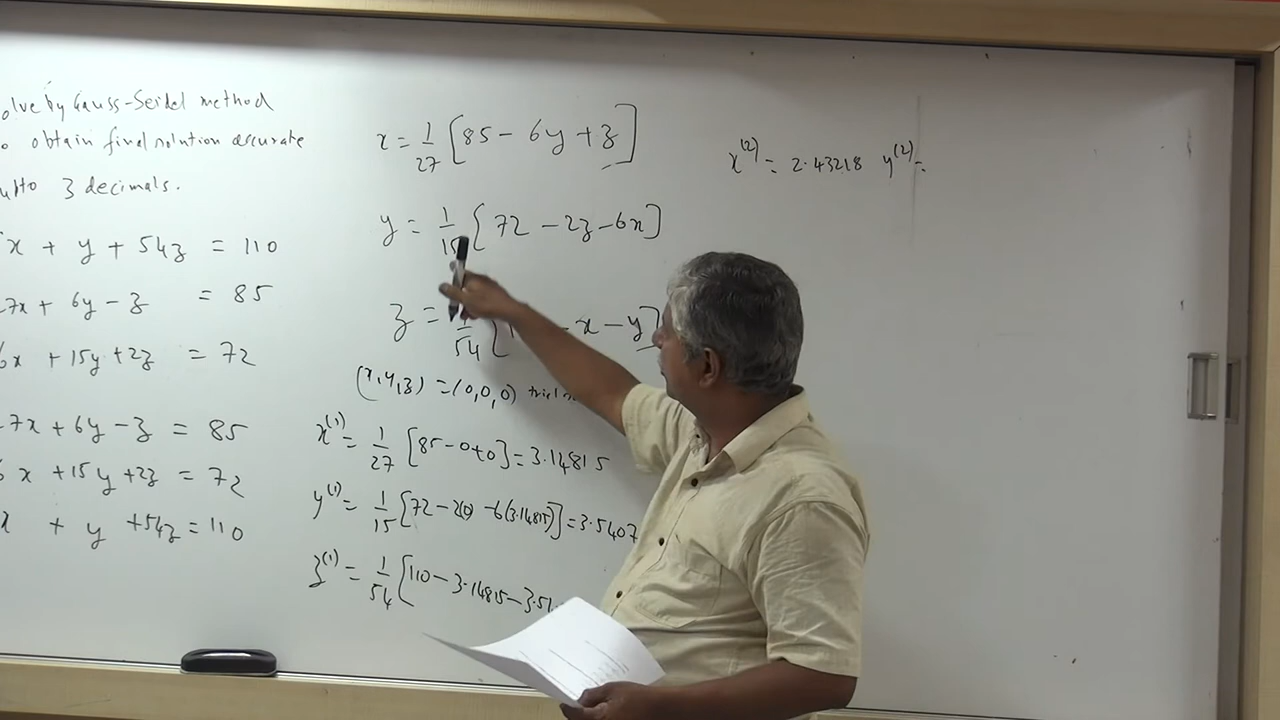 olve by Gauss-Seidel method
o obtain final solution accurate
upto 3 decimals.
x + y + 54z = 110
7x + 6y - z = 85
6x + 15y + 2z = 72
7x + 6y - z = 85
6x + 15y + 2z = 72
x + y + 54z = 110
x = 1/27 [85 - 6y + z]
y = 1/15 [72 - 2z - 6x]
z = 1/54 [ - x - y]
(x, y, z) = (0, 0, 0)
x^(1) = 1/27 [85 - 0 + 0] = 3.14815
y^(1) = 1/15 [72 - 2(0) - 6(3.14815)] = 3.5407
z^(1) = 1/54 [110 - 3.14815 - 3.5
x^(2) = 2.43218 y^(2) =